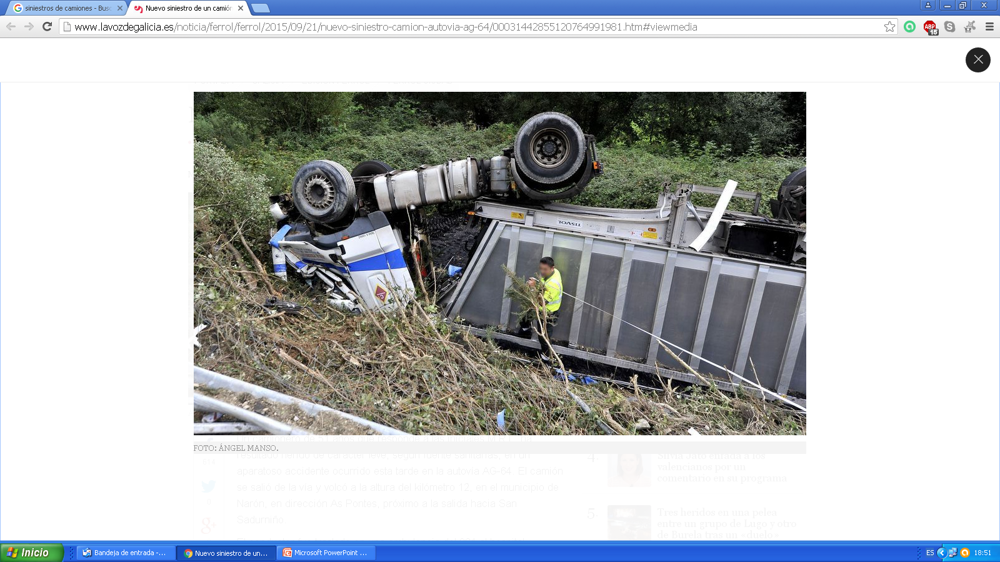 siniestros de camiones - Busc
Nuevo siniestro de un camión
www.lavozdegalicia.es/noticia/ferrol/ferrol/2015/09/21/nuevo-siniestro-camion-autovia-ag-64/00031442855120764991981.htm#viewmedia
ABP
15
TISVOL
FOTO: ÁNGEL MANSO.
Un camionero de 51 años que responde a las iniciales
resultado herido de carácter leve, según fuente sanitarias, en un
aparatoso accidente ocurrido esta tarde en la autovía AG-64. El camión
se salió de la vía y volcó a la altura del kilómetro 12, en el municipio de
Narón, en dirección As Pontes, próximo a la salida hacia San
Sadurniño.
814
0
g+
4.
Silvia Jato enfada a los
valencianos por un
comentario en su programa
5.
Tres heridos en una pelea
entre un grupo de Lugo y otro
de Burela tras un «duelo»
Inicio
Bandeja de entrada -...
Nuevo siniestro de un...
Microsoft PowerPoint ...
ES
18:51